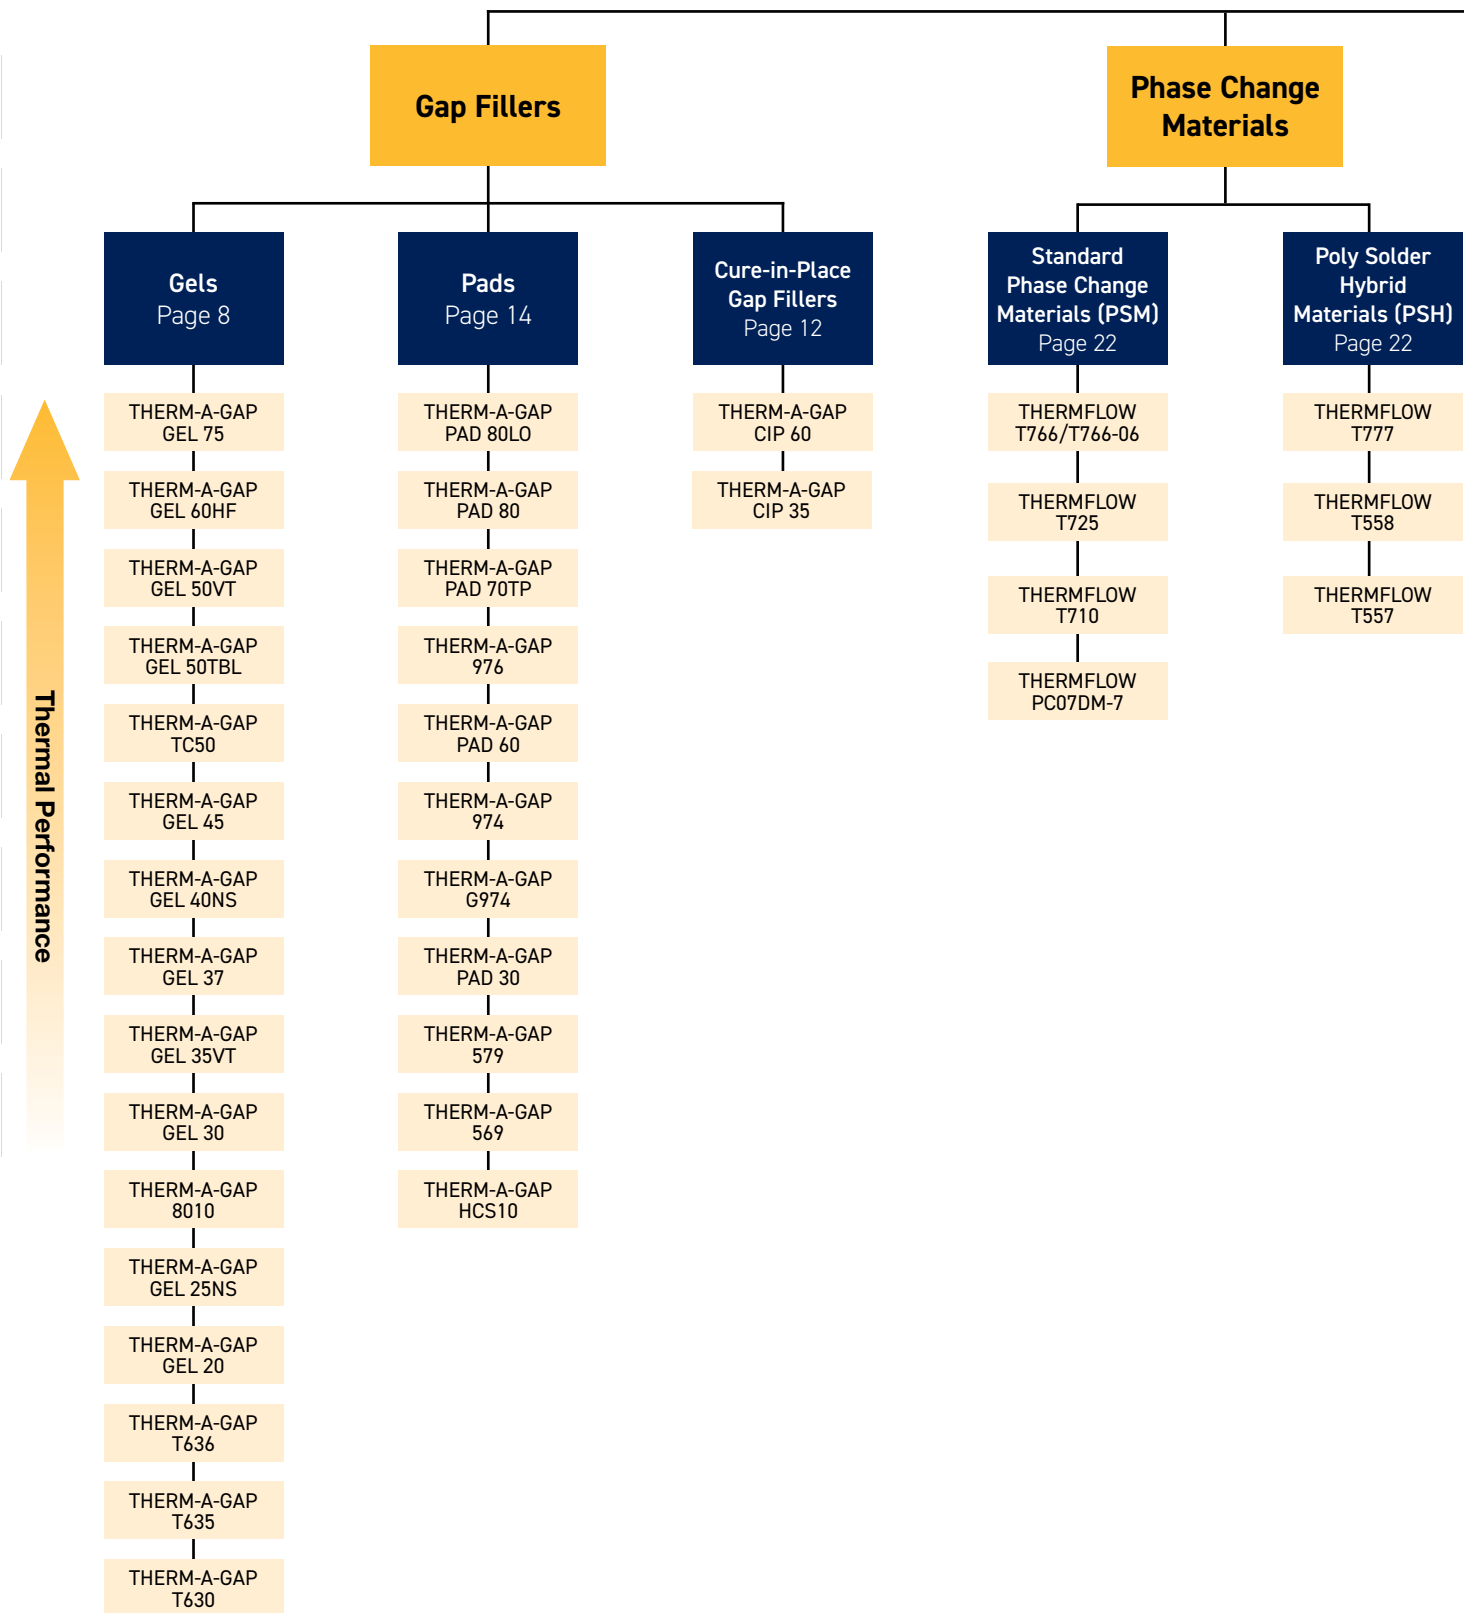 Gap Fillers
Phase Change
Materials
Gels
Page 8
Pads
Page 14
Cure-in-Place
Gap Fillers
Page 12
Standard
Phase Change
Materials (PSM)
Page 22
Poly Solder
Hybrid
Materials (PSH)
Page 22
Thermal Performance
THERM-A-GAP
GEL 75
THERM-A-GAP
GEL 60HF
THERM-A-GAP
GEL 50VT
THERM-A-GAP
GEL 50TBL
THERM-A-GAP
TC50
THERM-A-GAP
GEL 45
THERM-A-GAP
GEL 40NS
THERM-A-GAP
GEL 37
THERM-A-GAP
GEL 35VT
THERM-A-GAP
GEL 30
THERM-A-GAP
8010
THERM-A-GAP
GEL 25NS
THERM-A-GAP
GEL 20
THERM-A-GAP
T636
THERM-A-GAP
T635
THERM-A-GAP
T630
THERM-A-GAP
PAD 80LO
THERM-A-GAP
PAD 80
THERM-A-GAP
PAD 70TP
THERM-A-GAP
976
THERM-A-GAP
PAD 60
THERM-A-GAP
974
THERM-A-GAP
G974
THERM-A-GAP
PAD 30
THERM-A-GAP
579
THERM-A-GAP
569
THERM-A-GAP
HCS10
THERM-A-GAP
CIP 60
THERM-A-GAP
CIP 35
THERMFLOW
T766/T766-06
THERMFLOW
T725
THERMFLOW
T710
THERMFLOW
PC07DM-7
THERMFLOW
T777
THERMFLOW
T558
THERMFLOW
T557